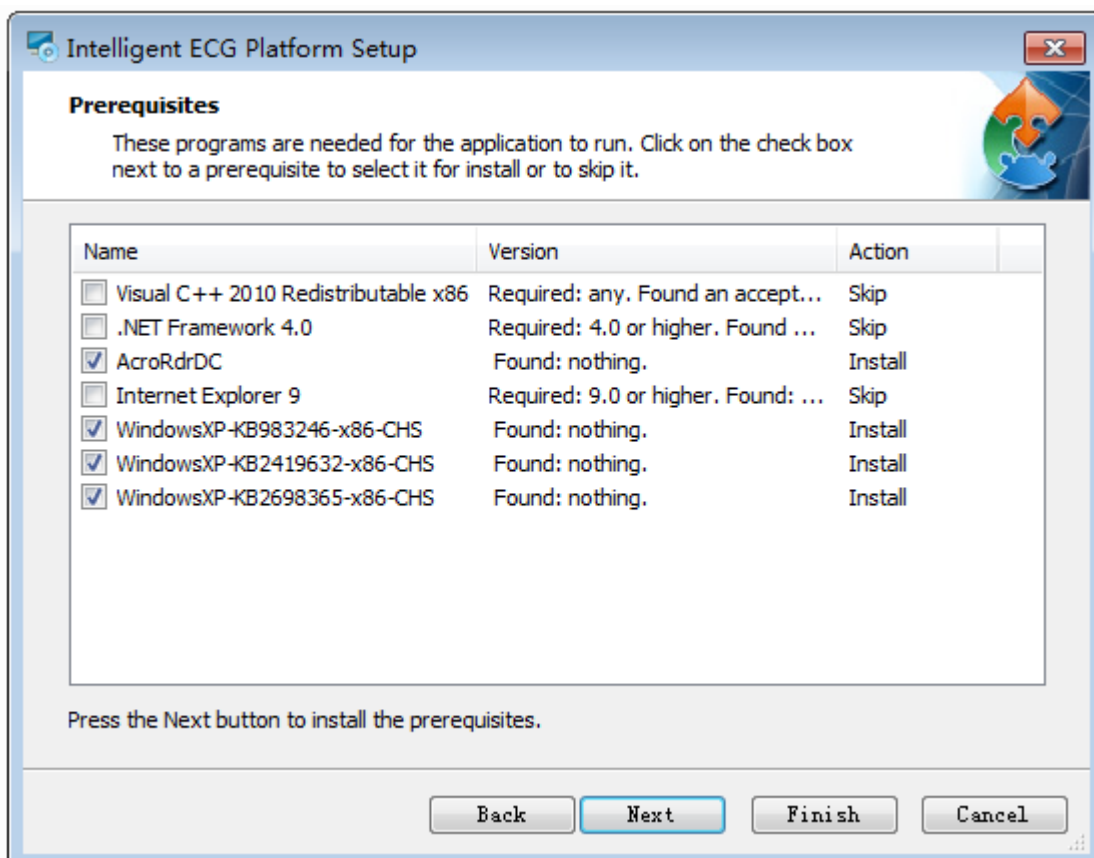 Intelligent ECG Platform Setup
Prerequisites
These programs are needed for the application to run. Click on the check box
next to a prerequisite to select it for install or to skip it.
Name Version Action
Visual C++ 2010 Redistributable x86 Required: any. Found an accept... Skip
.NET Framework 4.0 Required: 4.0 or higher. Found ... Skip
AcroRdrDC Found: nothing. Install
Internet Explorer 9 Required: 9.0 or higher. Found: ... Skip
WindowsXP-KB983246-x86-CHS Found: nothing. Install
WindowsXP-KB2419632-x86-CHS Found: nothing. Install
WindowsXP-KB2698365-x86-CHS Found: nothing. Install
Press the Next button to install the prerequisites.
Back Next Finish Cancel